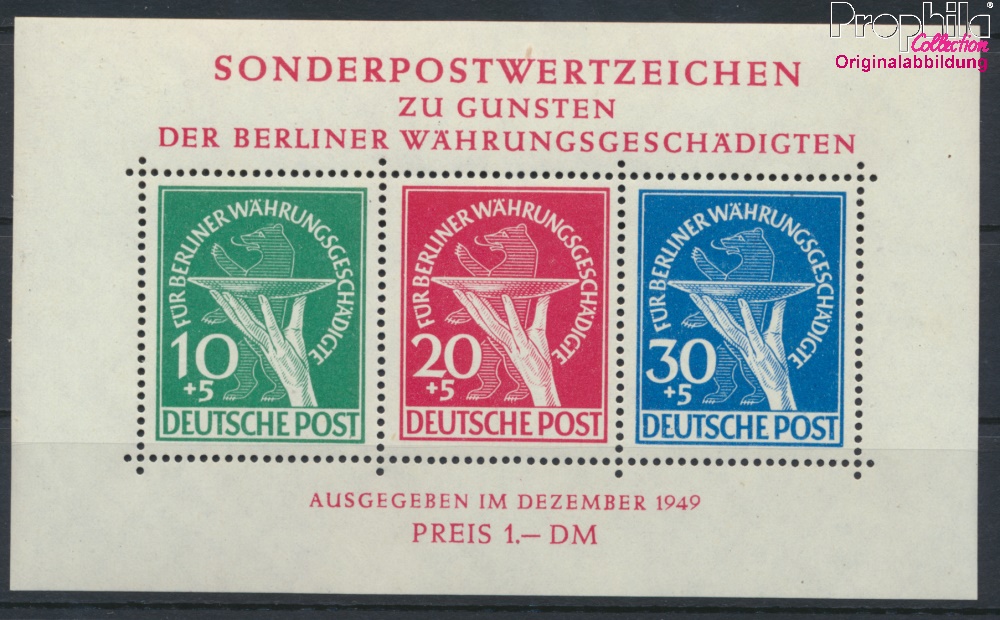 Prophila
Collection
Originalabbildung
SONDERPOSTWERTZEICHEN
ZU GUNSTEN
DER BERLINER WÄHRUNGSGESCHÄDIGTEN
FÜR BERLINER WÄHRUNGSGESCHÄDIGTE
10
+5
DEUTSCHE POST
FÜR BERLINER WÄHRUNGSGESCHÄDIGTE
20
+5
DEUTSCHE POST
FÜR BERLINER WÄHRUNGSGESCHÄDIGTE
30
+5
DEUTSCHE POST
AUSGEGEBEN IM DEZEMBER 1949
PREIS 1.— DM